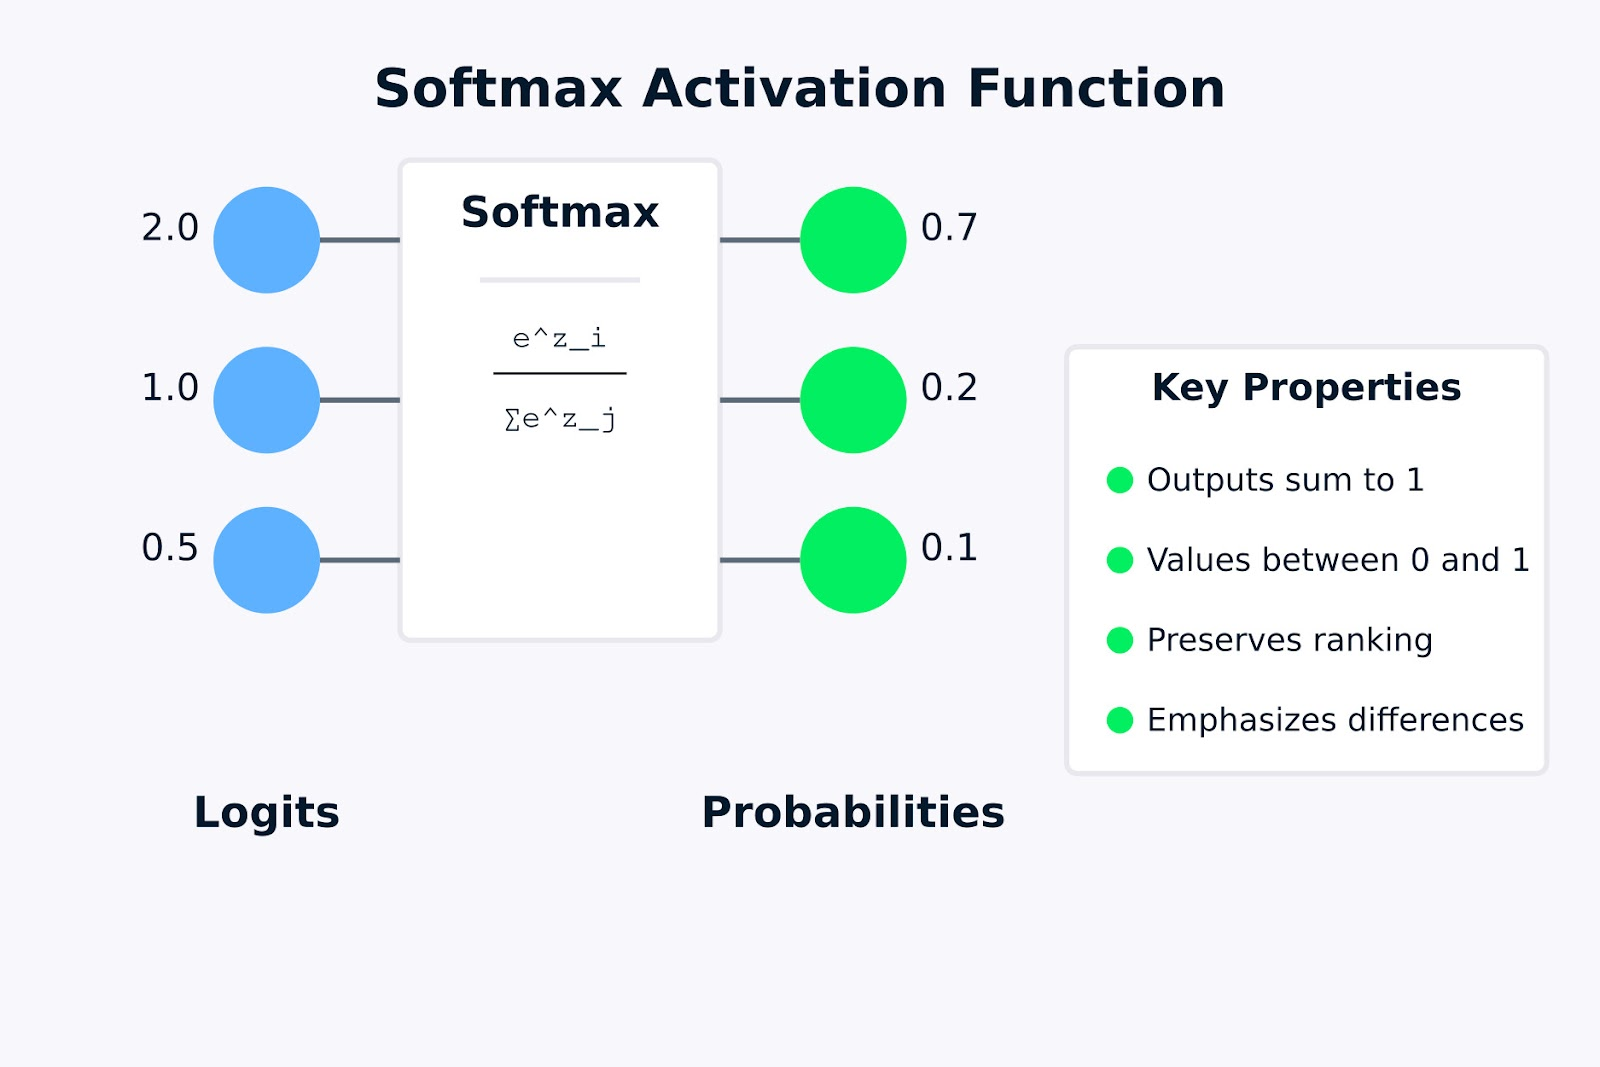 Softmax Activation Function
2.0
1.0
0.5
Softmax
e^z_i
∑e^z_j
0.7
0.2
0.1
Key Properties
Outputs sum to 1
Values between 0 and 1
Preserves ranking
Emphasizes differences
Logits
Probabilities